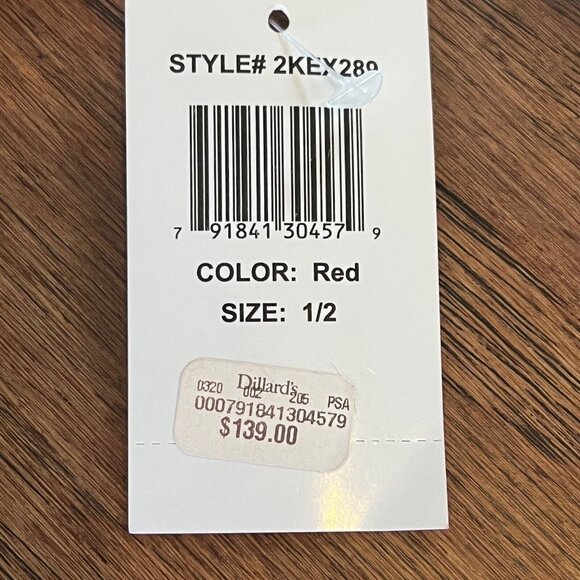 STYLE# 2KEX289
7 91841 30457 9
COLOR: Red
SIZE: 1/2
Dillard's
0320 002 205 PSA
000791841304579
$139.00